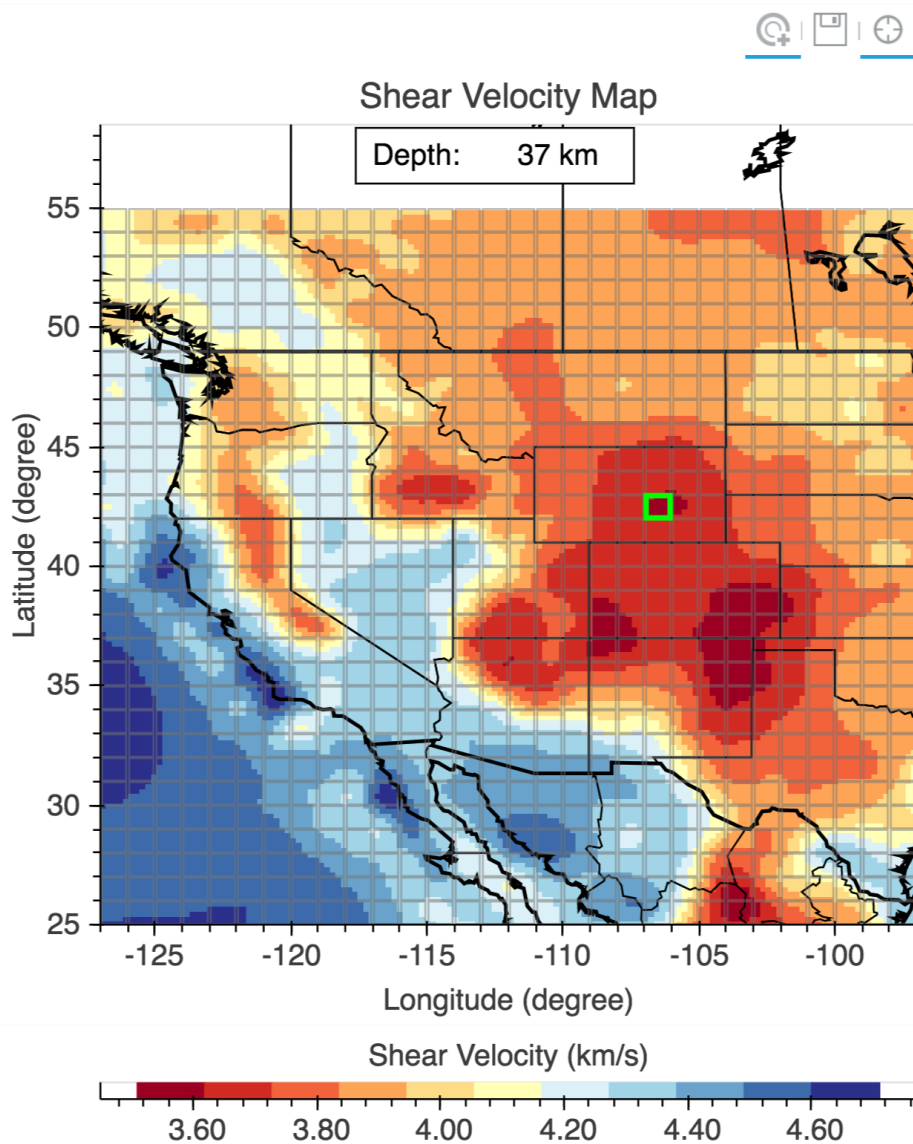 Shear Velocity Map
Depth: 37 km
55
50
45
40
35
30
25
Latitude (degree)
-125 -120 -115 -110 -105 -100
Longitude (degree)
Shear Velocity (km/s)
3.60 3.80 4.00 4.20 4.40 4.60